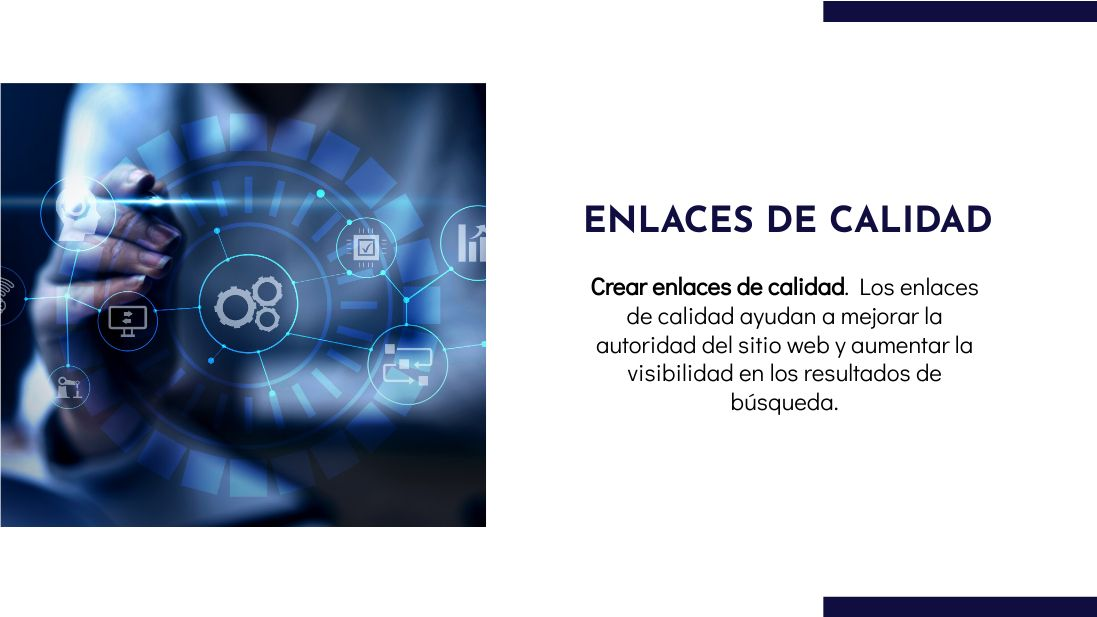 ENLACES DE CALIDAD
Crear enlaces de calidad.  Los enlaces
de calidad ayudan a mejorar la
autoridad del sitio web y aumentar la
visibilidad en los resultados de
búsqueda.